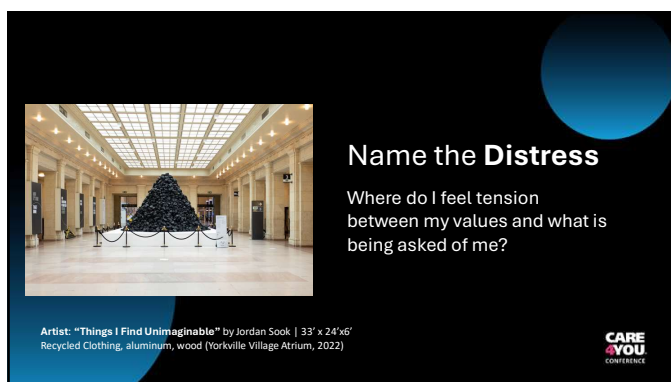 Name the Distress
Where do I feel tension
between my values and what is
being asked of me?
Artist: “Things I Find Unimaginable” by Jordan Sook | 33’ x 24’x6’
Recycled Clothing, aluminum, wood (Yorkville Village Atrium, 2022)
CARE
4YOU
CONFERENCE